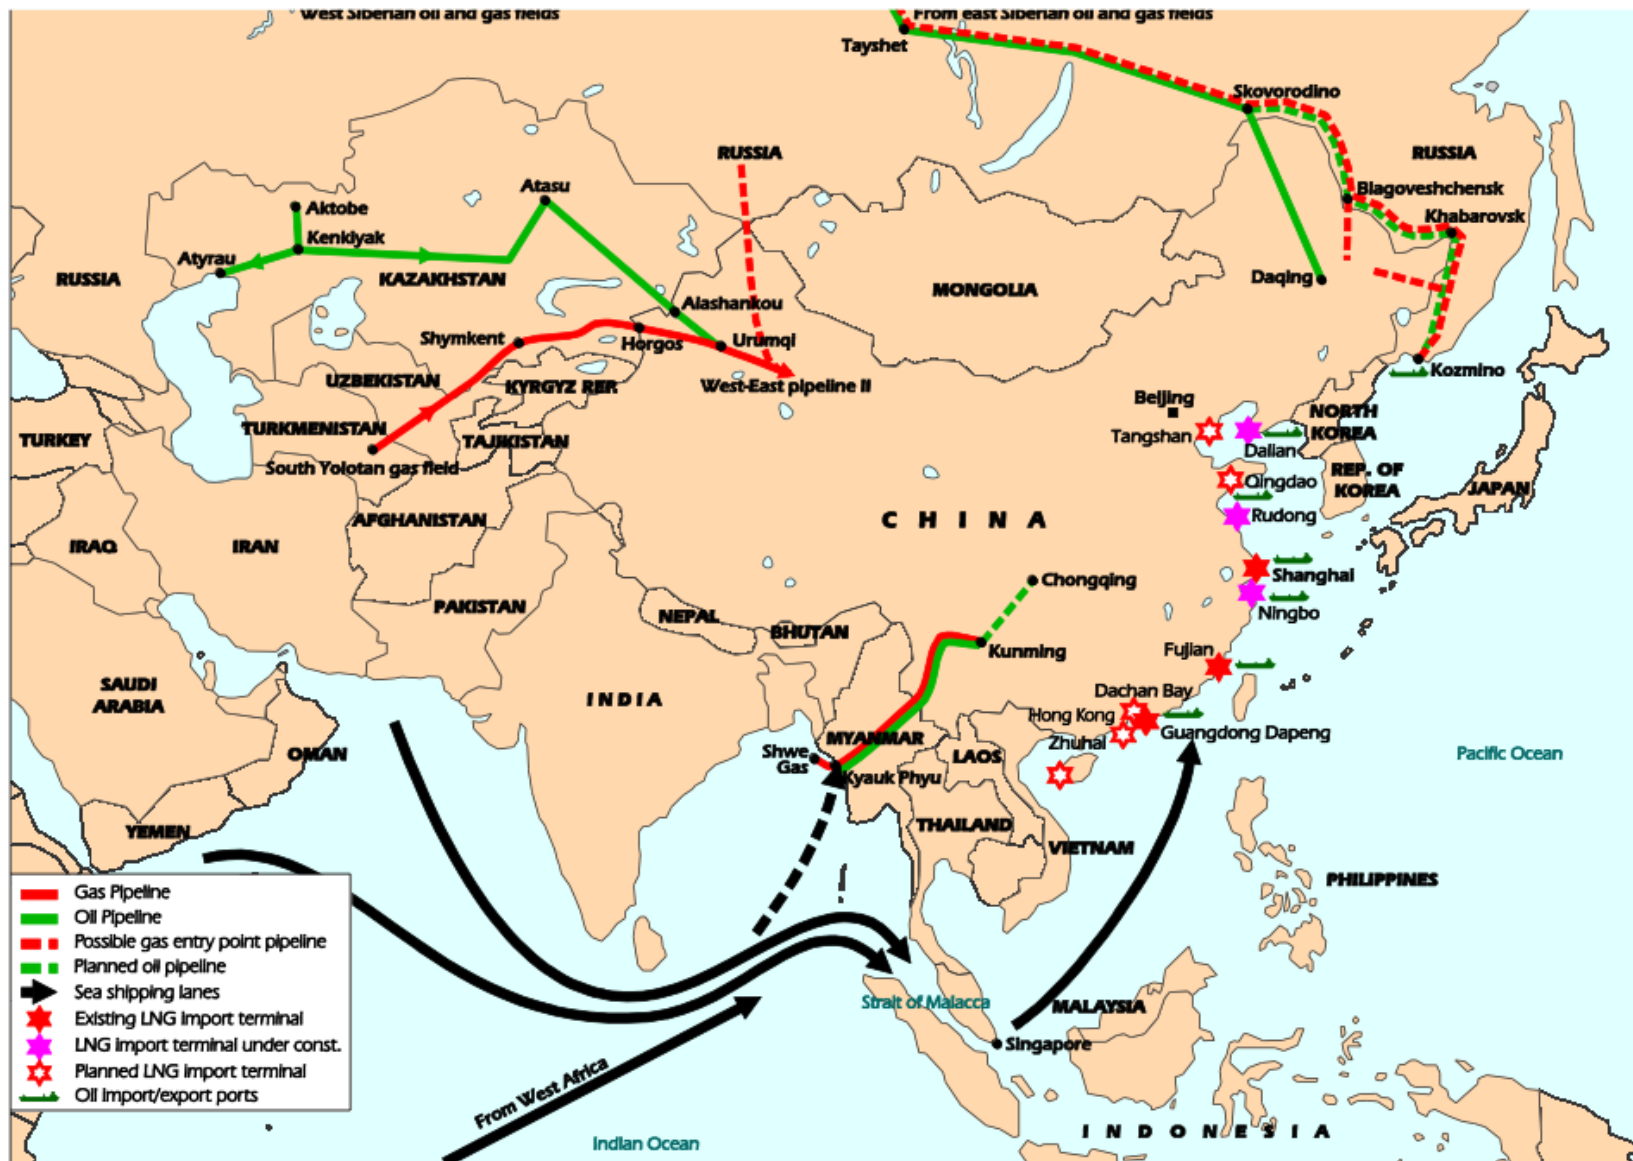 West Siberian oil and gas fields
From east Siberian oil and gas fields
Tayshet
Skovorodino
RUSSIA
RUSSIA
Atasu
Blagoveshchensk
Aktobe
Khabarovsk
Kenkiyak
Atyrau
RUSSIA
KAZAKHSTAN
Daqing
MONGOLIA
Alashankou
Shymkent
Horgos
Urumqi
Kozmino
UZBEKISTAN
KYRGYZ REP.
West-East pipeline II
Beijing
NORTH
KOREA
TURKMENISTAN
Tangshan
TURKEY
TAJIKISTAN
Dalian
South Yolotan gas field
REP. OF
KOREA
Qingdao
JAPAN
AFGHANISTAN
CHINA
Rudong
IRAQ
IRAN
Shanghai
Chongqing
PAKISTAN
NEPAL
Ningbo
BHUTAN
Kunming
Fujian
SAUDI
ARABIA
INDIA
Dachan Bay
Hong Kong
Guangdong Dapeng
MYANMAR
Zhuhai
OMAN
Shwe
Gas
LAOS
Pacific Ocean
Kyauk Phyu
YEMEN
THAILAND
VIETNAM
PHILIPPINES
Gas Pipeline
Oil Pipeline
Possible gas entry point pipeline
Planned oil pipeline
Sea shipping lanes
Existing LNG import terminal
LNG import terminal under const.
Planned LNG import terminal
Oil import/export ports
Strait of Malacca
MALAYSIA
Singapore
From West Africa
Indian Ocean
INDONESIA